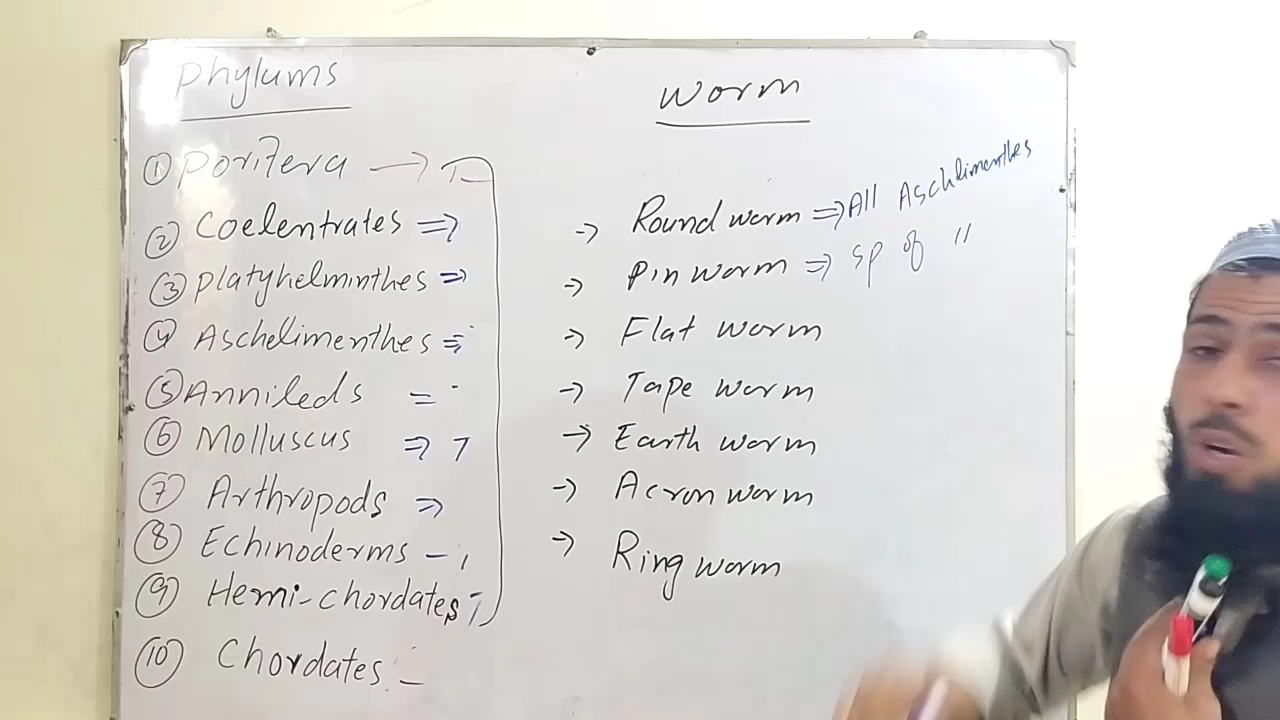 Phylums
① Porifera →
② Coelentrates ⇒
③ Platyhelminthes ⇒
④ Aschelimenthes ⇒
⑤ Annileds =
⑥ Molluscus ⇒
⑦ Arthropods ⇒
⑧ Echinoderms -
⑨ Hemi-chordates
⑩ Chordates -
Worm
→ Round worm ⇒ All Aschlimenthes
→ Pin worm ⇒ sp of "
→ Flat worm
→ Tape worm
→ Earth worm
→ Acron worm
→ Ring worm